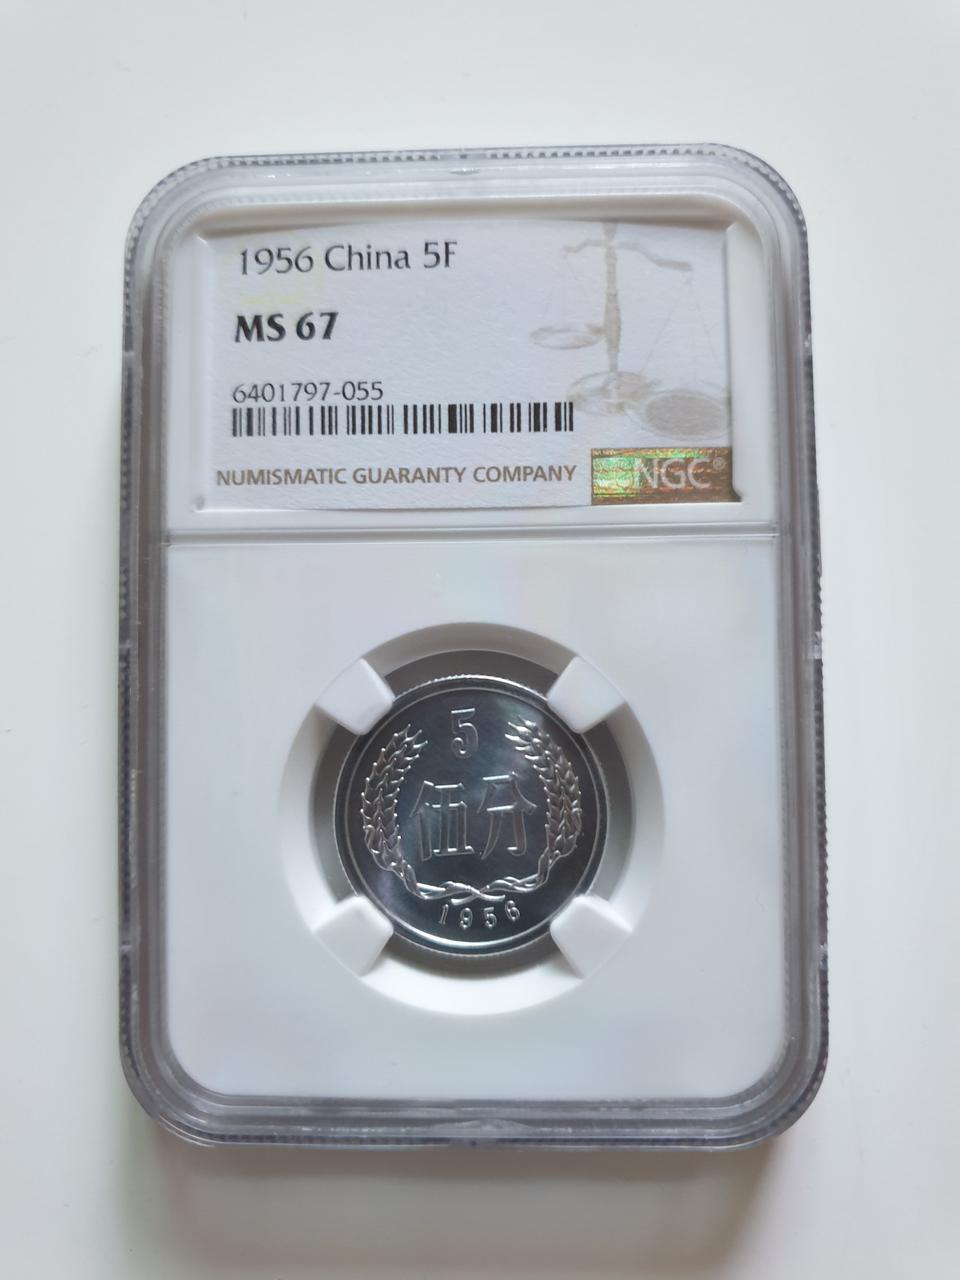 1956 China 5F
MS 67
6401797-055
NUMISMATIC GUARANTY COMPANY
NGC®
5
伍分
1956